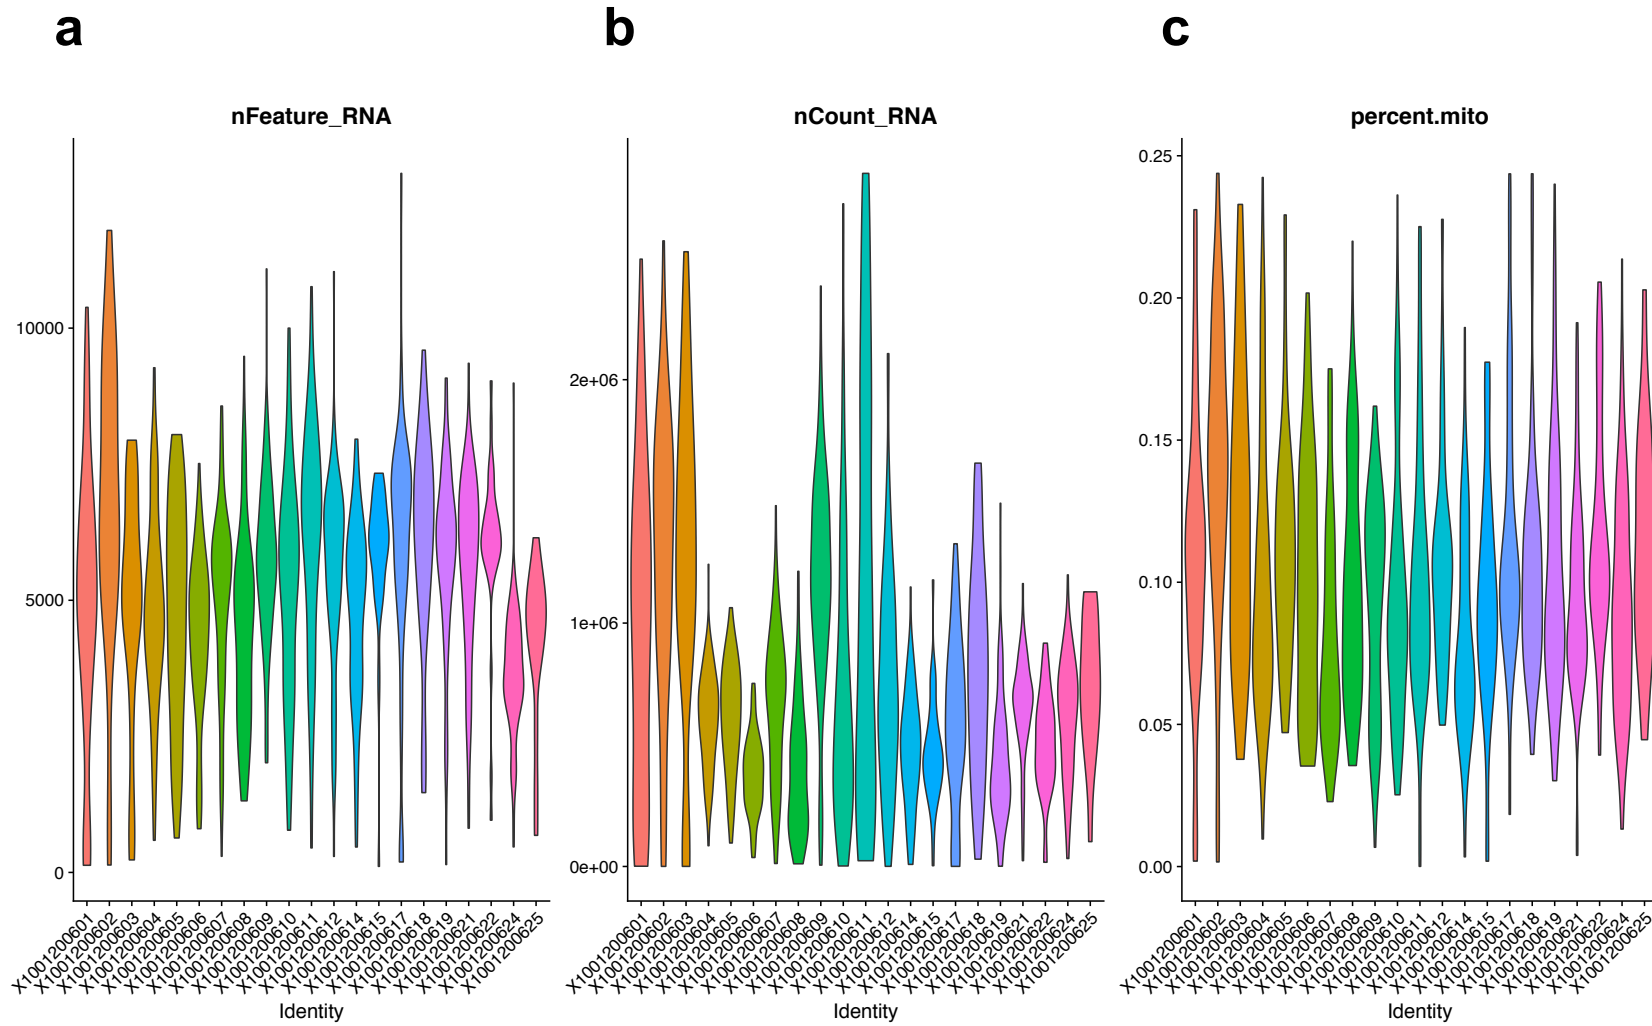 a
b
c
nFeature_RNA
nCount_RNA
percent.mito
10000
5000
0
2e+06
1e+06
0e+00
0.25
0.20
0.15
0.10
0.05
0.00
X1001200601
X1001200602
X1001200603
X1001200604
X1001200605
X1001200606
X1001200607
X1001200608
X1001200609
X1001200610
X1001200611
X1001200612
X1001200614
X1001200615
X1001200617
X1001200618
X1001200619
X1001200621
X1001200622
X1001200624
X1001200625
Identity
X1001200601
X1001200602
X1001200603
X1001200604
X1001200605
X1001200606
X1001200607
X1001200608
X1001200609
X1001200610
X1001200611
X1001200612
X1001200614
X1001200615
X1001200617
X1001200618
X1001200619
X1001200621
X1001200622
X1001200624
X1001200625
Identity
X1001200601
X1001200602
X1001200603
X1001200604
X1001200605
X1001200606
X1001200607
X1001200608
X1001200609
X1001200610
X1001200611
X1001200612
X1001200614
X1001200615
X1001200617
X1001200618
X1001200619
X1001200621
X1001200622
X1001200624
X1001200625
Identity